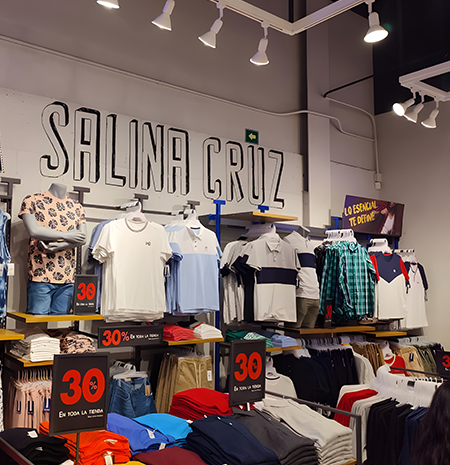 SALINA CRUZ
LO ESENCIAL
TE DEFINE
30
30% EN TODA LA TIENDA
30%
EN TODA LA TIENDA
30%
EN TODA LA TIENDA